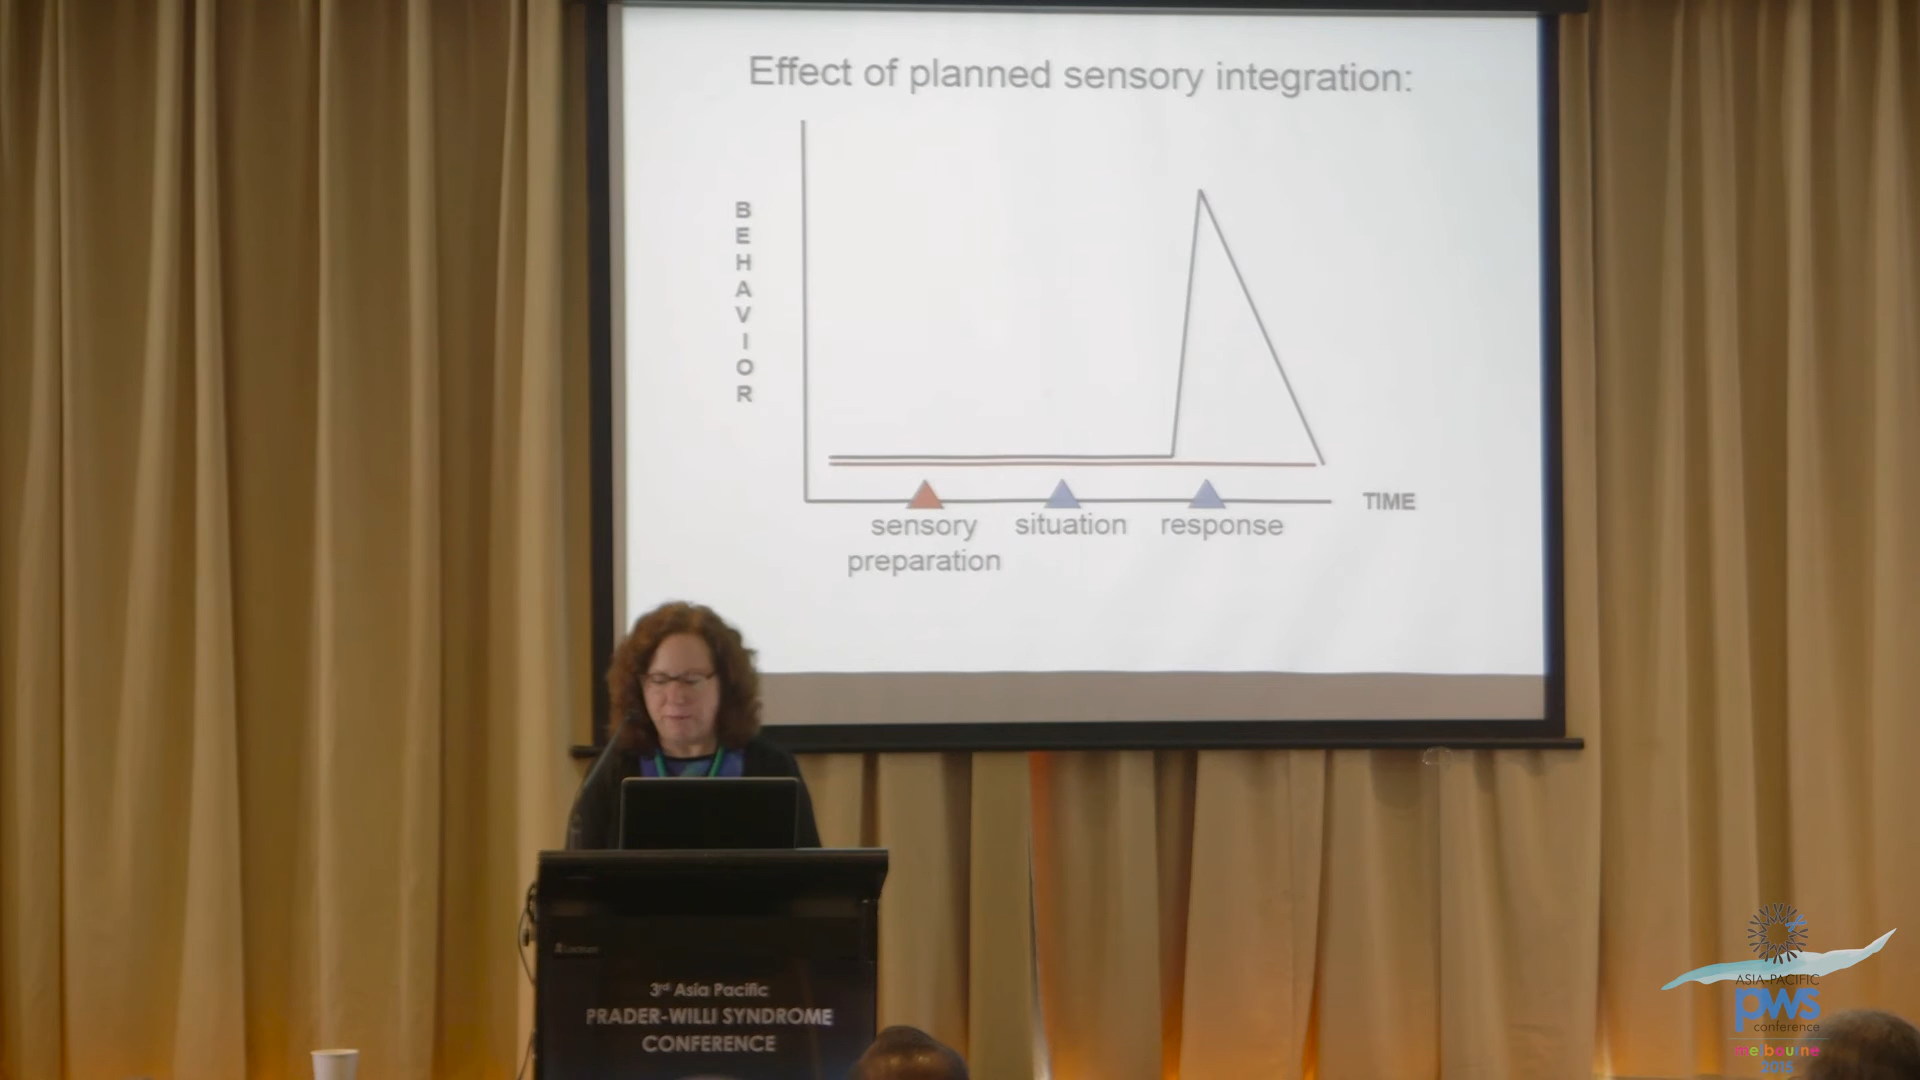 Effect of planned sensory integration:
BEHAVIOR
TIME
sensory
preparation
situation
response
3rd Asia Pacific
PRADER-WILLI SYNDROME
CONFERENCE
ASIA-PACIFIC
pws
conference
melbourne
2015